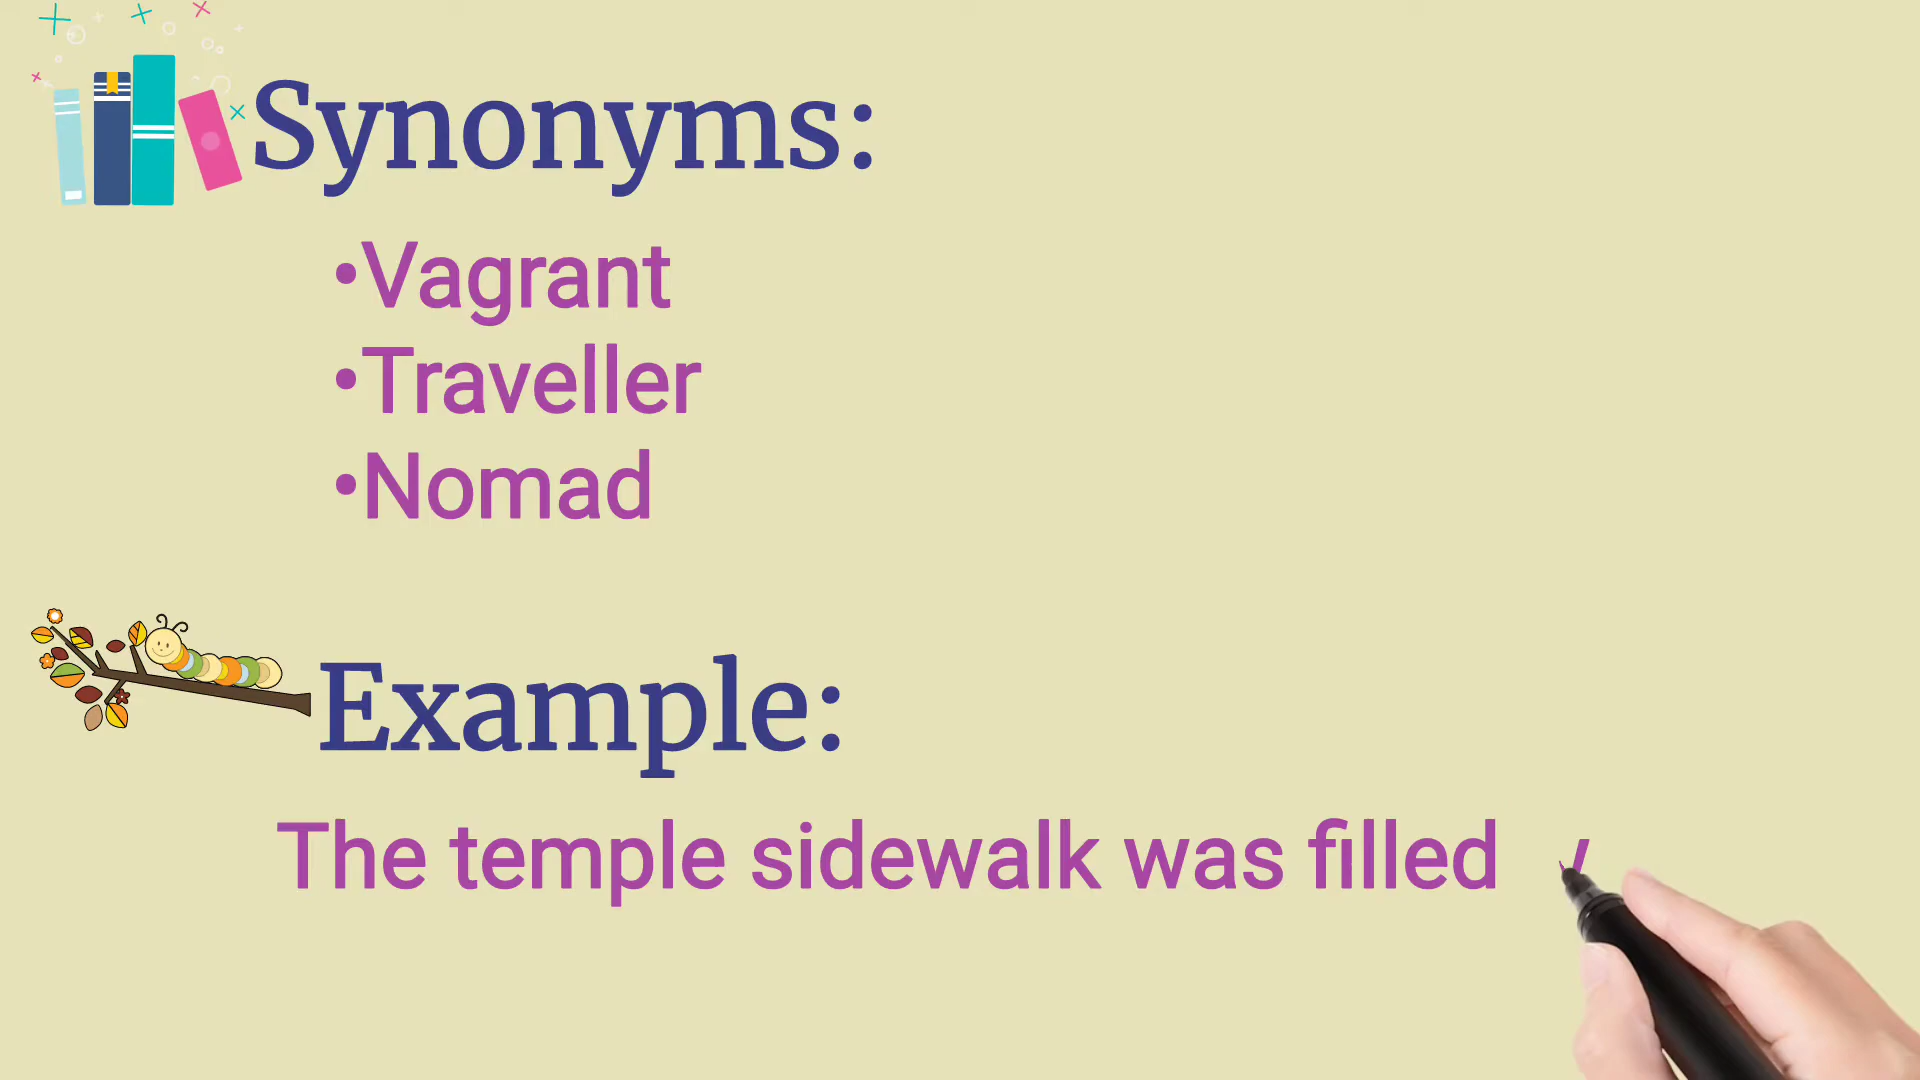 Synonyms:
•Vagrant
•Traveller
•Nomad
Example:
The temple sidewalk was filled